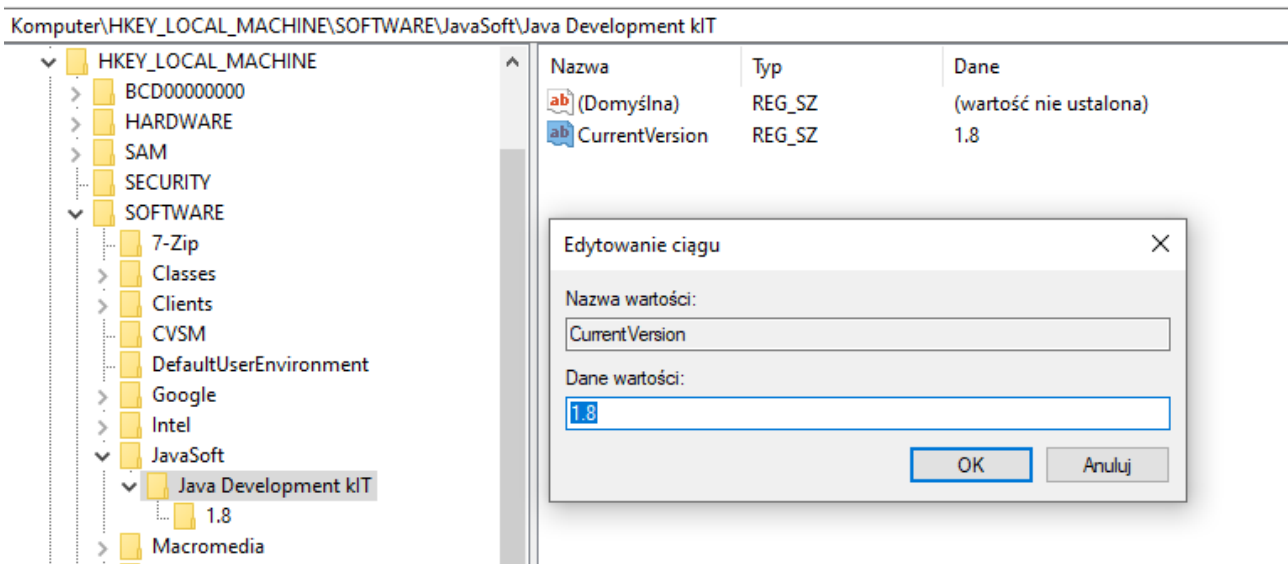 Komputer\HKEY_LOCAL_MACHINE\SOFTWARE\JavaSoft\Java Development kIT
HKEY_LOCAL_MACHINE
BCD00000000
HARDWARE
SAM
SECURITY
SOFTWARE
7-Zip
Classes
Clients
CVSM
DefaultUserEnvironment
Google
Intel
JavaSoft
Java Development kIT
1.8
Macromedia
Nazwa Typ Dane
ab (Domyślna) REG_SZ (wartość nie ustalona)
ab CurrentVersion REG_SZ 1.8
Edytowanie ciągu
Nazwa wartości:
CurrentVersion
Dane wartości:
1.8
OK Anuluj